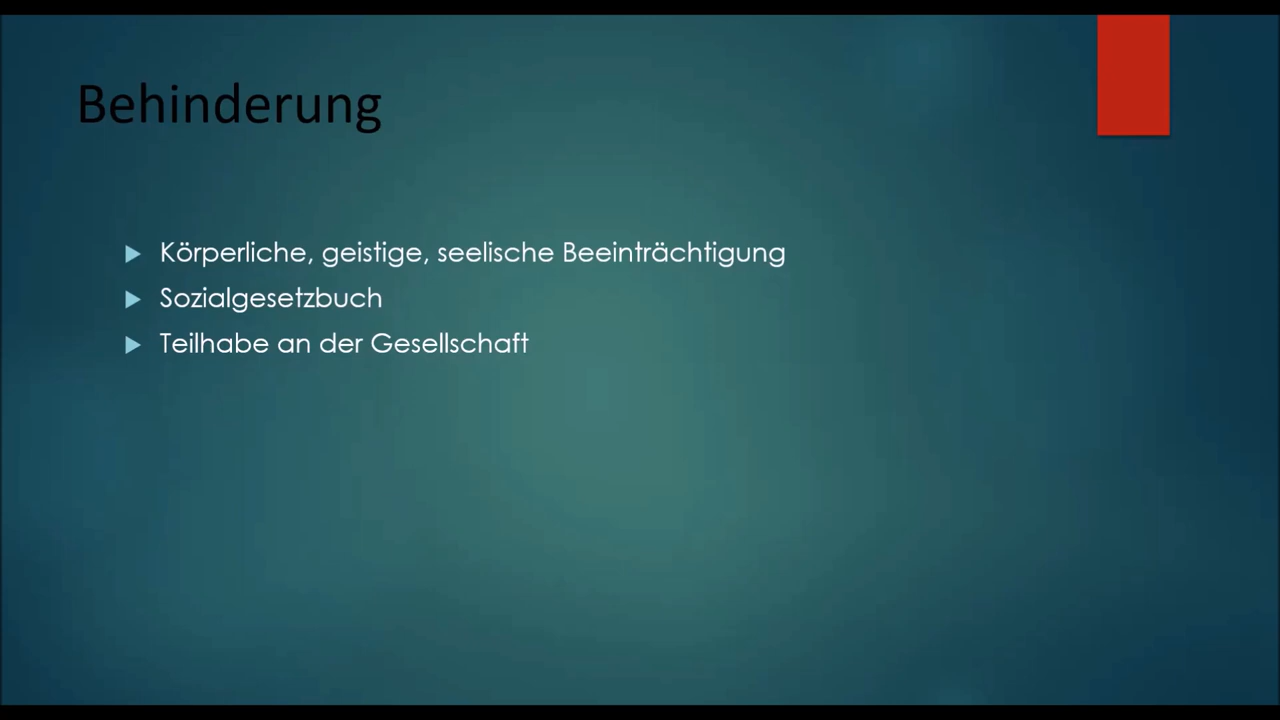 Behinderung
Körperliche, geistige, seelische Beeinträchtigung
Sozialgesetzbuch
Teilhabe an der Gesellschaft